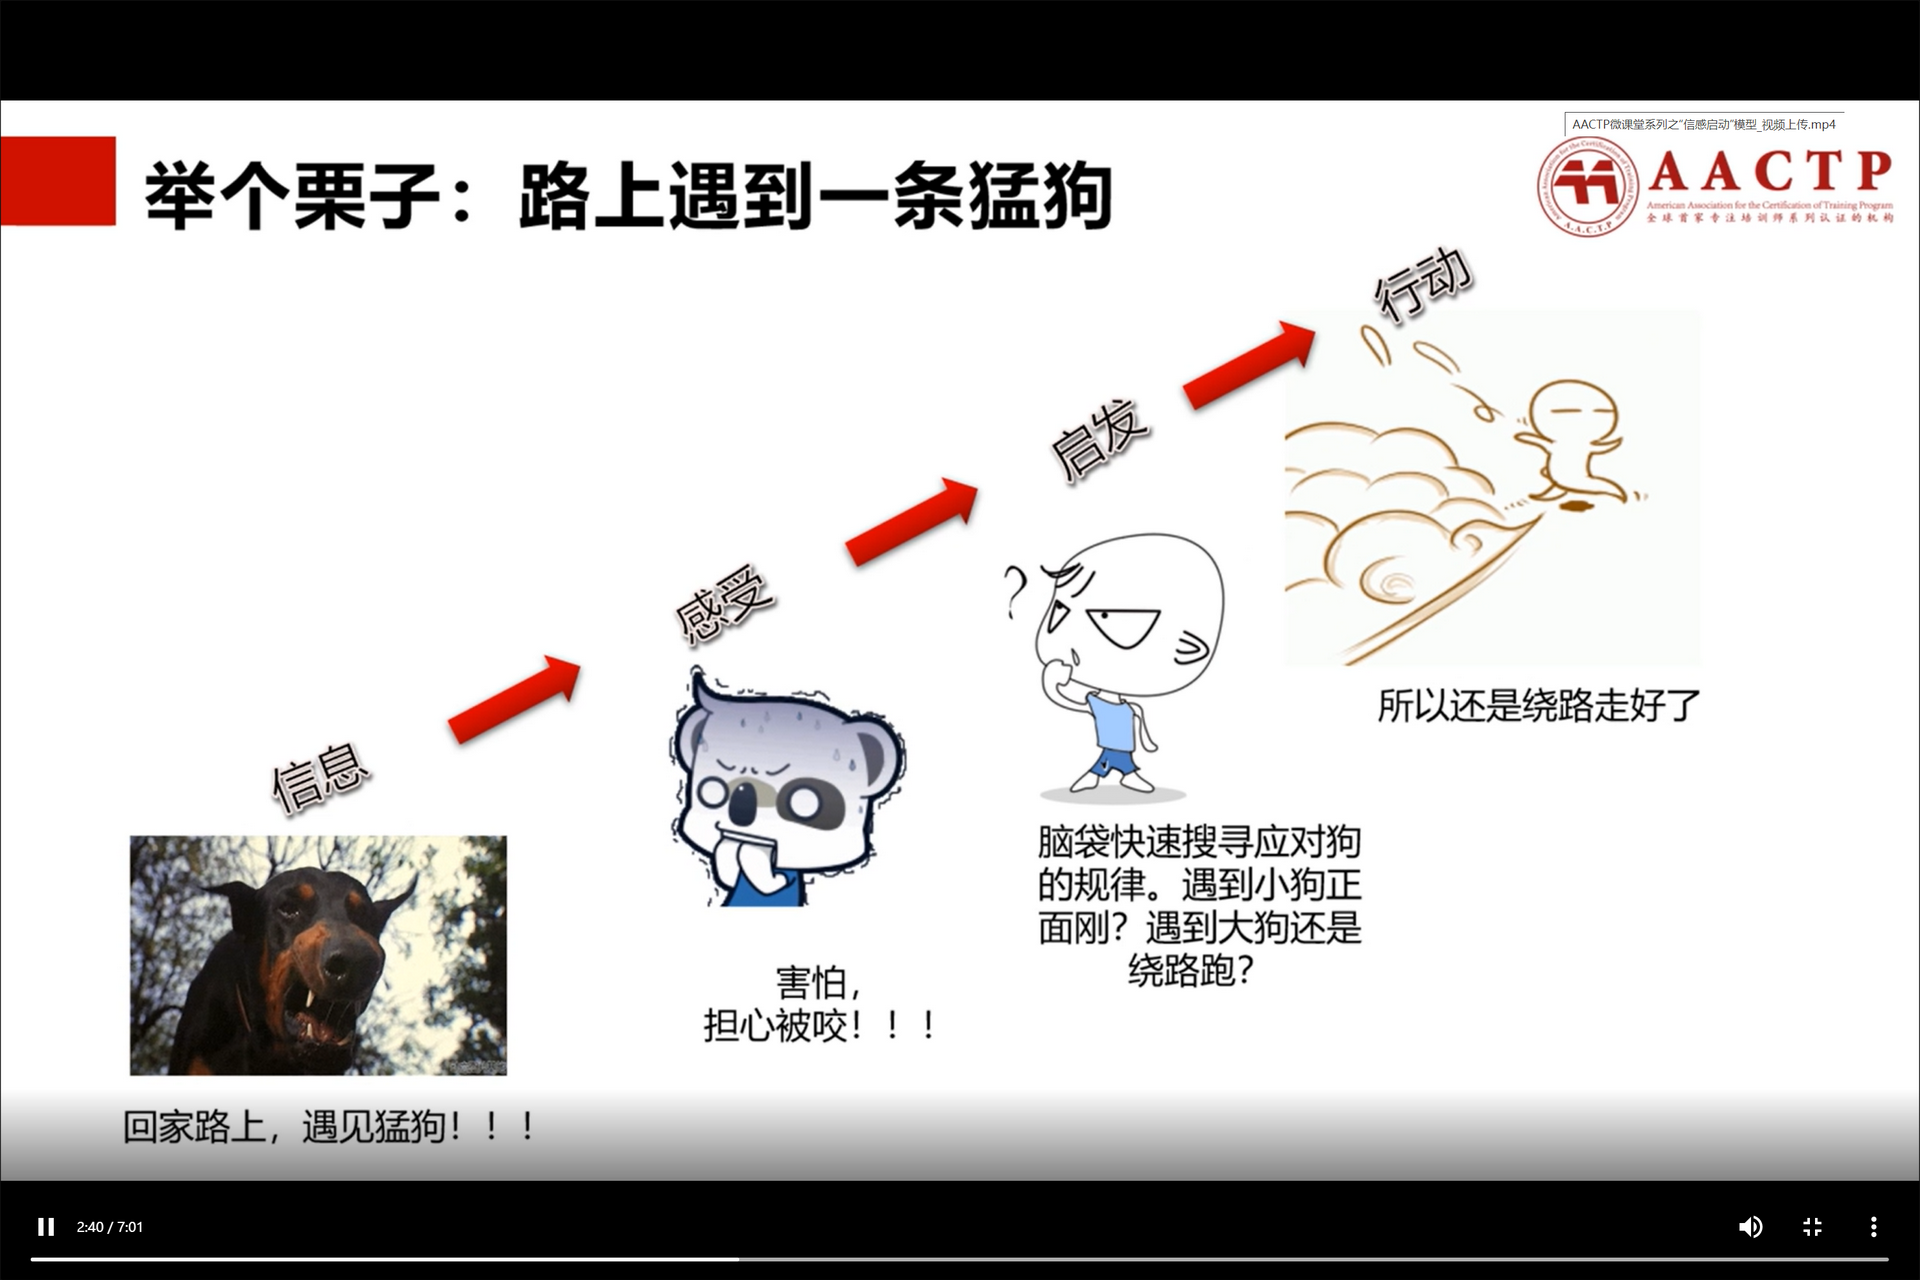 AACTP微课堂系列之“信感启动”模型_视频上传.mp4
举个栗子：路上遇到一条猛狗
AACTP
American Association for the Certification of Training Program
全球首家专注培训师系列认证的机构
A.A.C.T.P
行动
启发
感受
信息
?
所以还是绕路走好了
脑袋快速搜寻应对狗
的规律。遇到小狗正
面刚？遇到大狗还是
绕路跑？
害怕，
担心被咬！！！
回家路上，遇见猛狗！！！
2:40 / 7:01